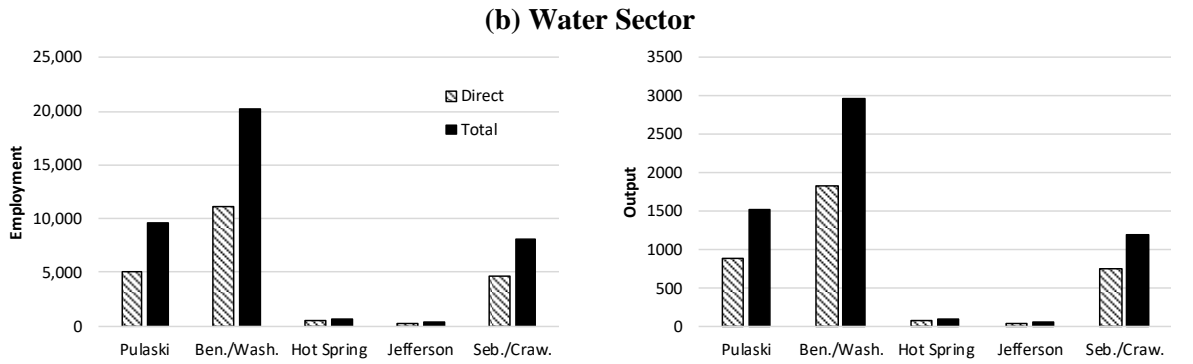 (b) Water Sector
25,000
20,000
15,000
10,000
5,000
0
Employment
Direct
Total
Pulaski Ben./Wash. Hot Spring Jefferson Seb./Craw.
3500
3000
2500
2000
1500
1000
500
0
Output
Pulaski Ben./Wash. Hot Spring Jefferson Seb./Craw.